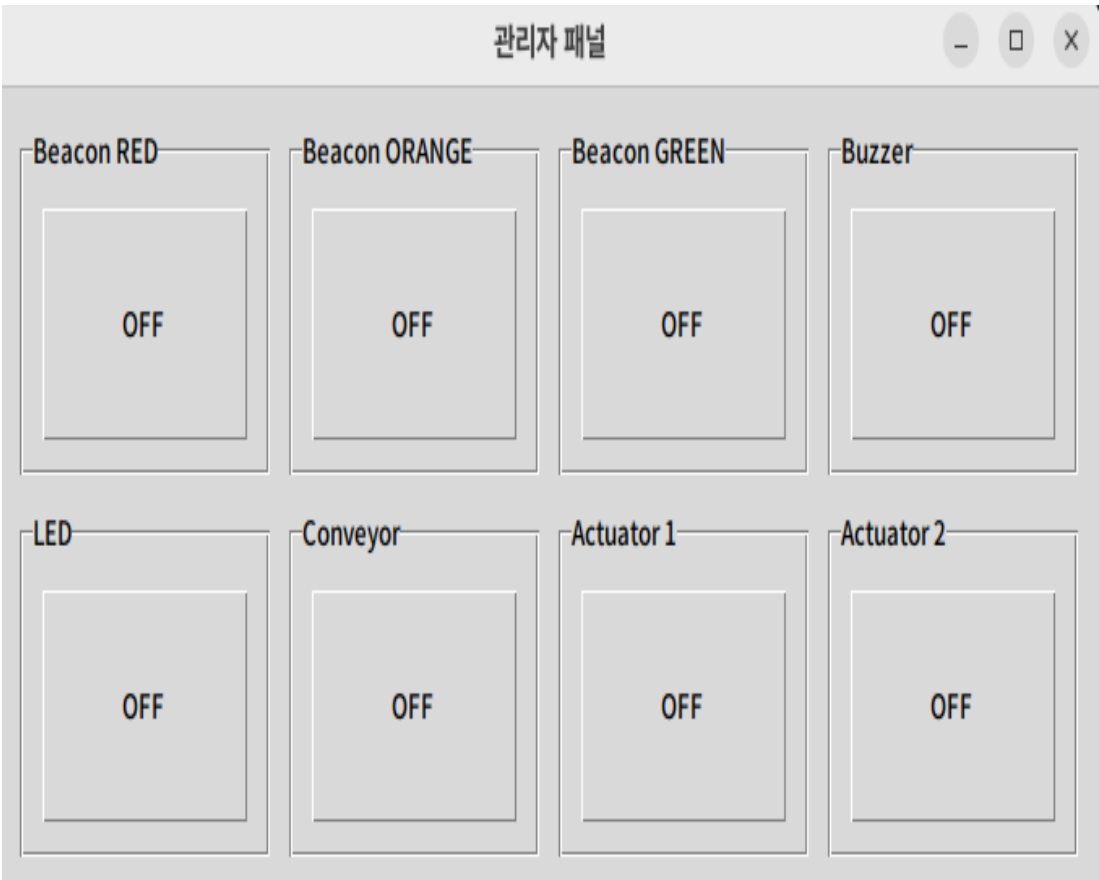 관리자 패널
Beacon RED Beacon ORANGE Beacon GREEN Buzzer
OFF OFF OFF OFF
LED Conveyor Actuator 1 Actuator 2
OFF OFF OFF OFF